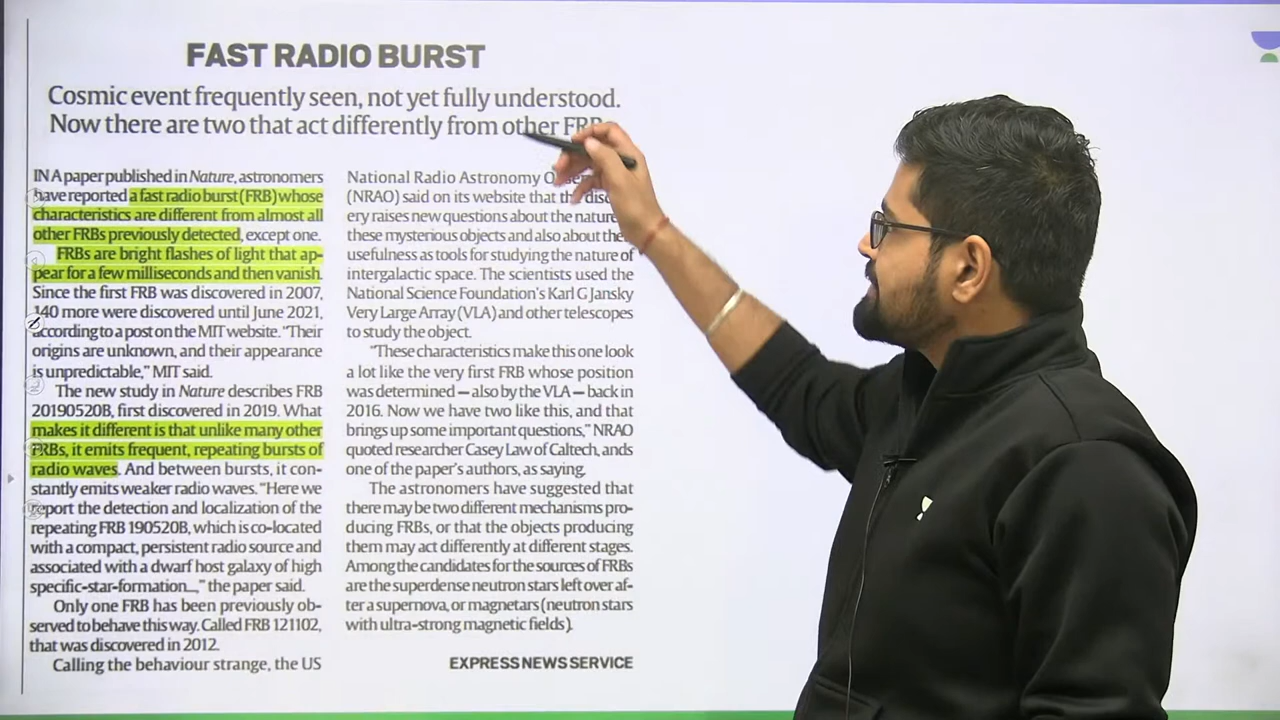 FAST RADIO BURST
Cosmic event frequently seen, not yet fully understood.
Now there are two that act differently from other FRBs
IN A paper published in Nature, astronomers
have reported a fast radio burst (FRB) whose
characteristics are different from almost all
other FRBs previously detected, except one.
FRBs are bright flashes of light that ap-
pear for a few milliseconds and then vanish.
Since the first FRB was discovered in 2007,
140 more were discovered until June 2021,
according to a post on the MIT website. "Their
origins are unknown, and their appearance
is unpredictable," MIT said.
The new study in Nature describes FRB
20190520B, first discovered in 2019. What
makes it different is that unlike many other
FRBs, it emits frequent, repeating bursts of
radio waves. And between bursts, it con-
stantly emits weaker radio waves. "Here we
report the detection and localization of the
repeating FRB 190520B, which is co-located
with a compact, persistent radio source and
associated with a dwarf host galaxy of high
specific-star-formation...," the paper said.
Only one FRB has been previously ob-
served to behave this way. Called FRB 121102,
that was discovered in 2012.
Calling the behaviour strange, the US
National Radio Astronomy
(NRAO) said on its website that the discov-
ery raises new questions about the nature
these mysterious objects and also about their
usefulness as tools for studying the nature of
intergalactic space. The scientists used the
National Science Foundation's Karl G Jansky
Very Large Array (VLA) and other telescopes
to study the object.
"These characteristics make this one look
a lot like the very first FRB whose position
was determined — also by the VLA — back in
2016. Now we have two like this, and that
brings up some important questions," NRAO
quoted researcher Casey Law of Caltech, ands
one of the paper's authors, as saying.
The astronomers have suggested that
there may be two different mechanisms pro-
ducing FRBs, or that the objects producing
them may act differently at different stages.
Among the candidates for the sources of FRBs
are the superdense neutron stars left over af-
ter a supernova, or magnetars (neutron stars
with ultra-strong magnetic fields).
EXPRESS NEWS SERVICE